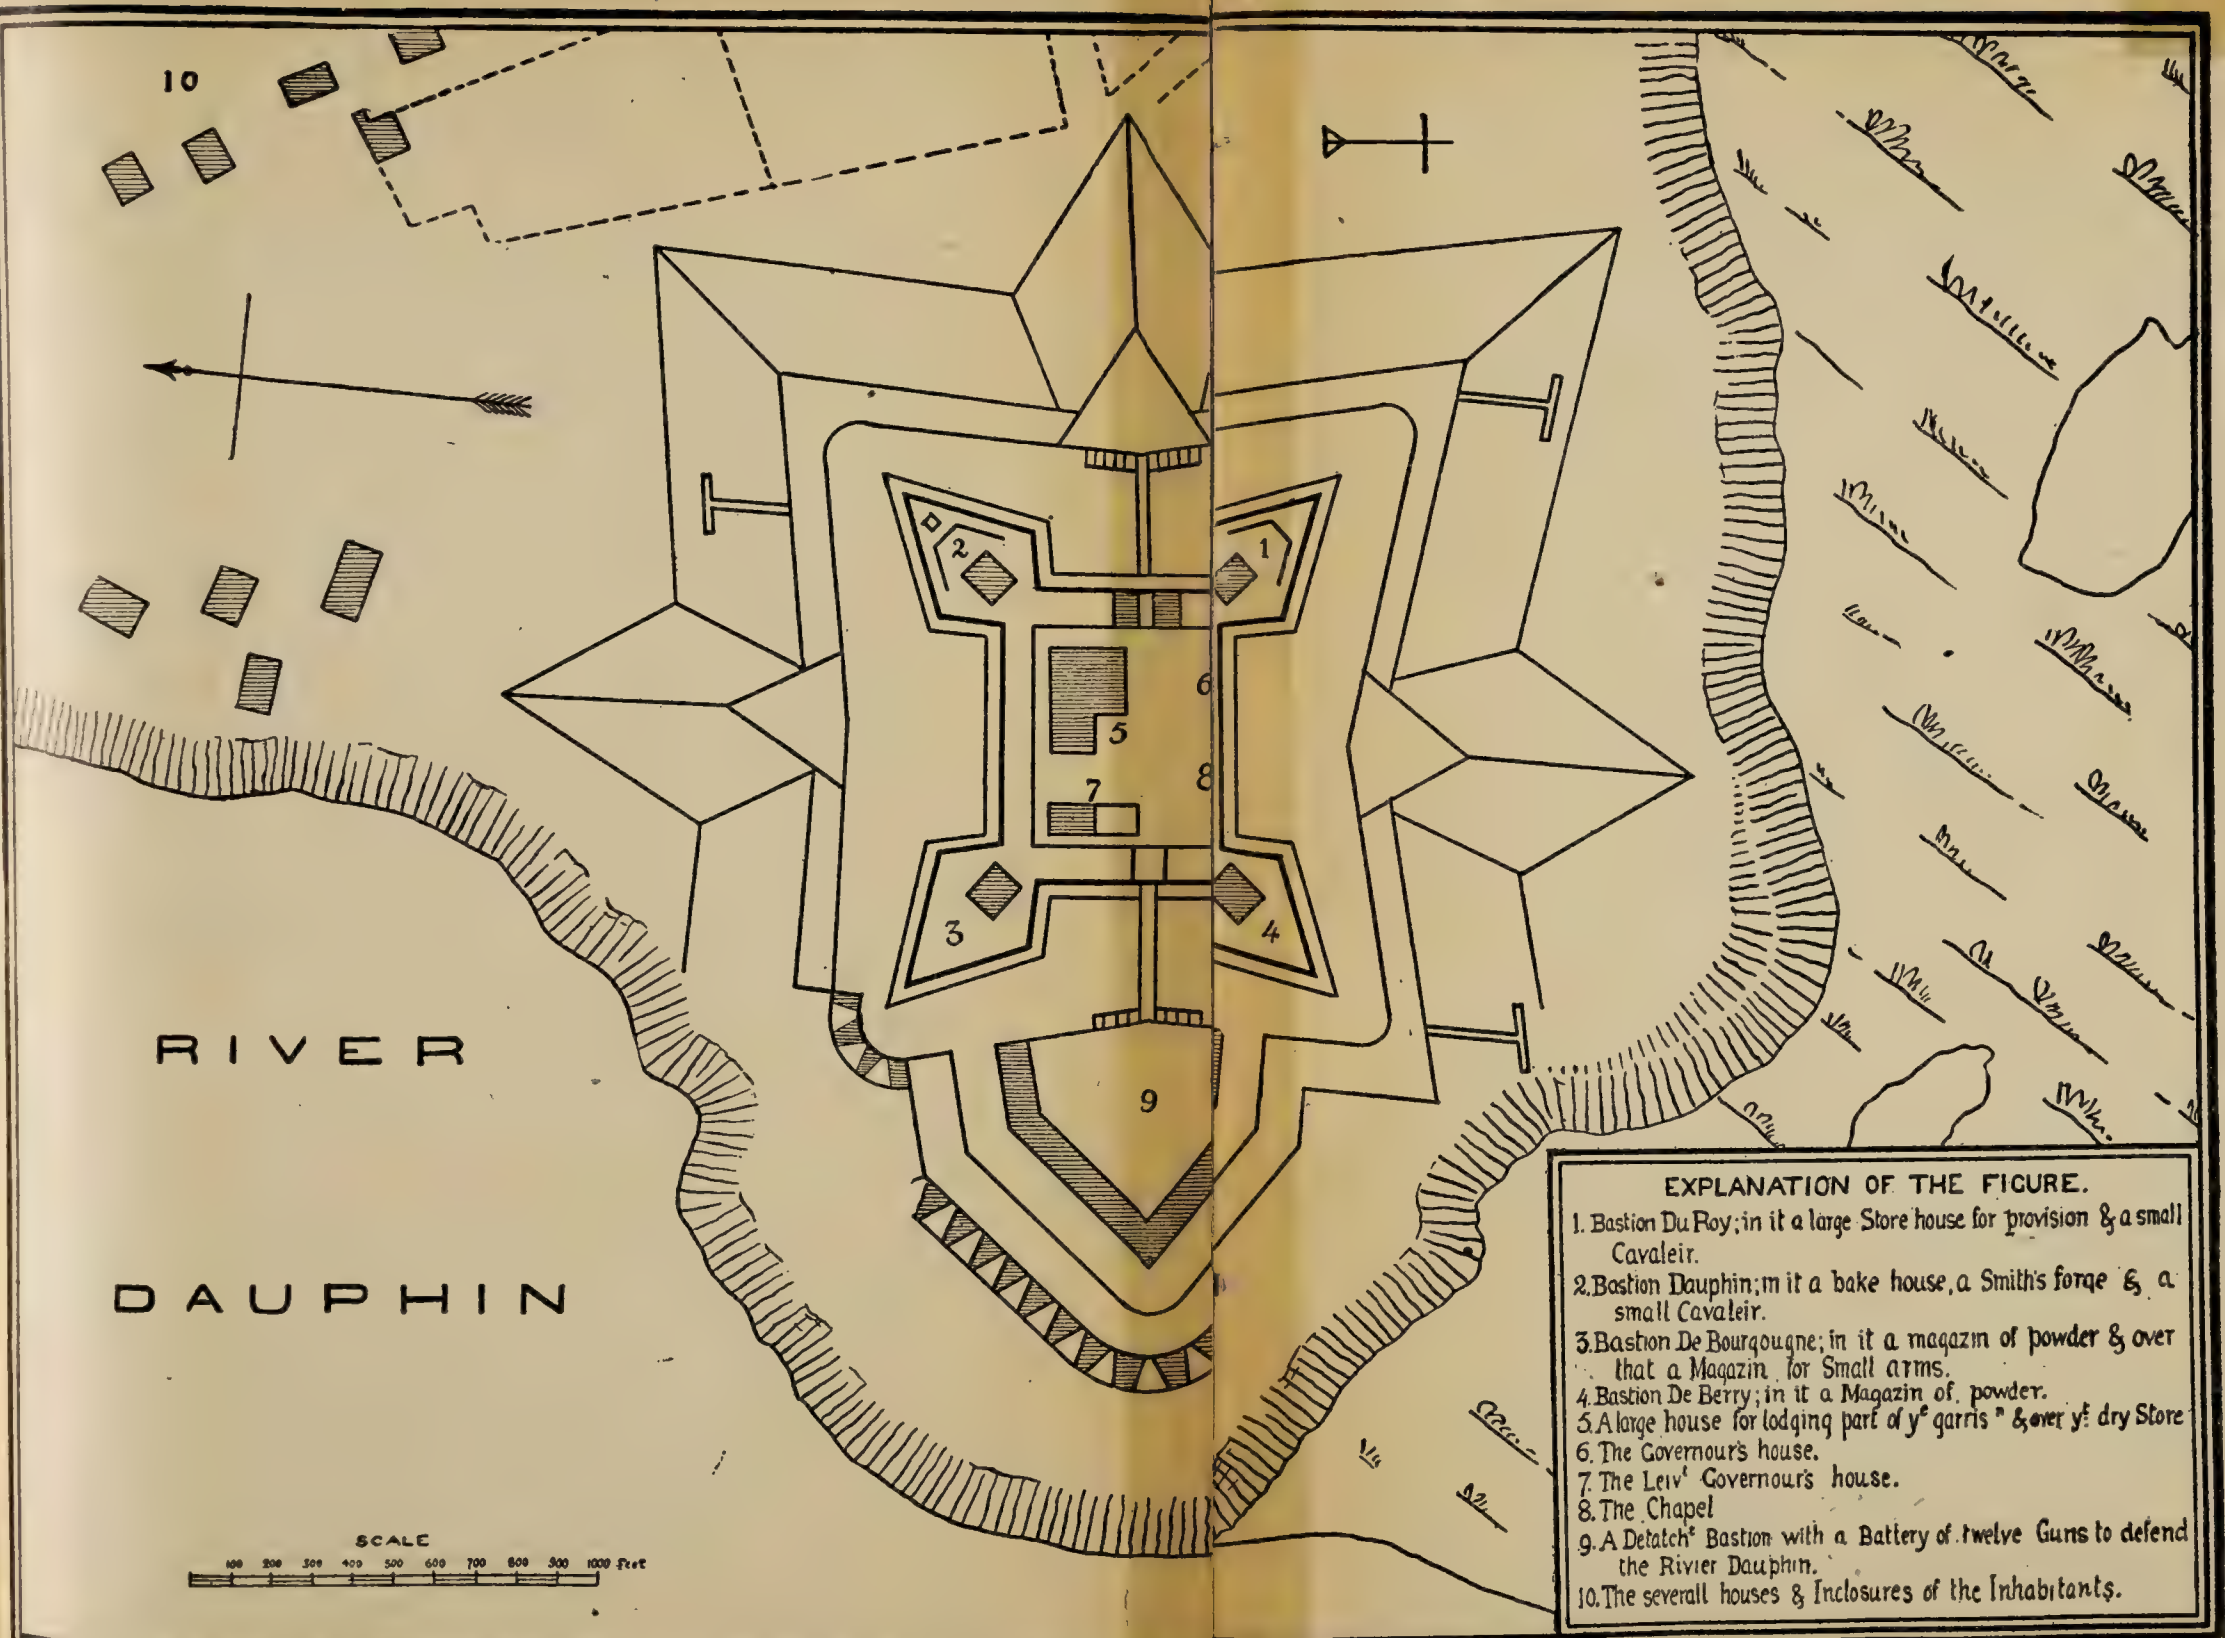 10
2
1
6
5
8
7
3
4
9
RIVER
DAUPHIN
SCALE
100 200 300 400 500 600 700 800 900 1000 feet
EXPLANATION OF THE FIGURE.
1. Bastion Du Roy; in it a large Store house for provision & a small
Cavaleir.
2. Bastion Dauphin; in it a bake house, a Smith's forge & a
small Cavaleir.
3. Bastion De Bourgougne; in it a magazin of powder & over
that a Magazin for Small arms.
4. Bastion De Berry; in it a Magazin of powder.
5. A large house for lodging part of yᵉ garrisⁿ & over yᵗ dry Store
6. The Governour's house.
7. The Leivᵗ Governour's house.
8. The Chapel
9. A Detatchᵗ Bastion with a Battery of twelve Guns to defend
the Rivier Dauphin.
10. The severall houses & Inclosures of the Inhabitants.